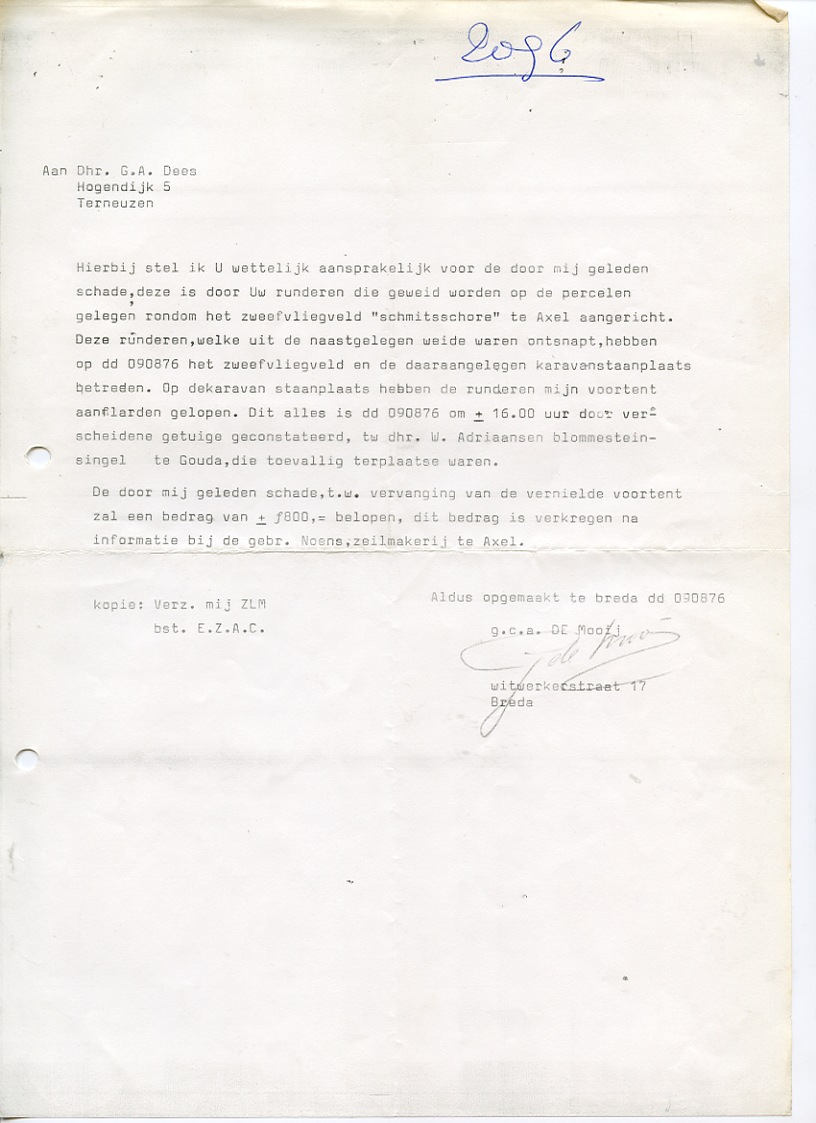 2096
Aan Dhr. G.A. Dees
Hogendijk 5
Terneuzen
Hierbij stel ik U wettelijk aansprakelijk voor de door mij geleden
schade,deze is door Uw runderen die geweid worden op de percelen
gelegen rondom het zweefvliegveld "schmitsschore" te Axel aangericht.
Deze runderen,welke uit de naastgelegen weide waren ontsnapt,hebben
op dd 090876 het zweefvliegveld en de daaraangelegen karavanstaanplaats
betreden. Op dekaravan staanplaats hebben de runderen mijn voortent
aanflarden gelopen. Dit alles is dd 090876 om ± 16.00 uur door ver-
scheidene getuige geconstateerd, tw dhr. W. Adriaansen blommestein-
singel te Gouda,die toevallig terplaatse waren.
De door mij geleden schade,t.w. vervanging van de vernielde voortent
zal een bedrag van ± ƒ800,= belopen, dit bedrag is verkregen na
informatie bij de gebr. Noens,zeilmakerij te Axel.
kopie: Verz. mij ZLM
bst. E.Z.A.C.
Aldus opgemaakt te breda dd 090876
g.c.a. DE Mooij
witwerkerstraat 17
Breda